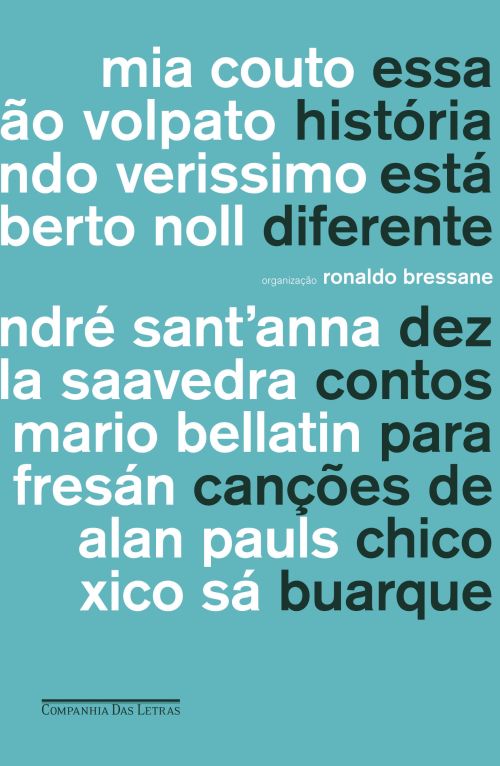 mia couto essa
ão volpato história
ndo verissimo está
berto noll diferente
organização ronaldo bressane
ndré sant'anna dez
la saavedra contos
mario bellatin para
fresán canções de
alan pauls chico
xico sá buarque
COMPANHIA DAS LETRAS